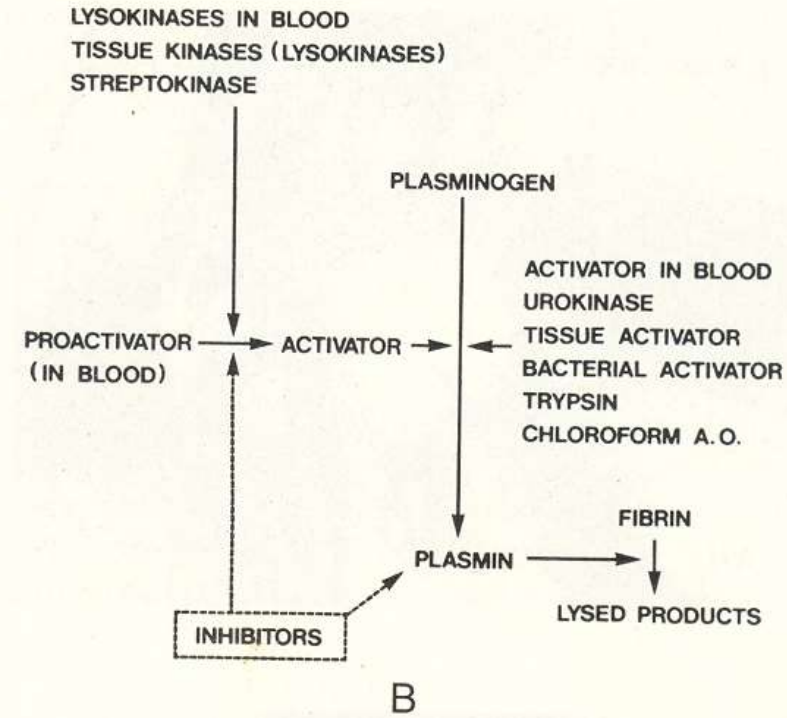 LYSOKINASES IN BLOOD
TISSUE KINASES (LYSOKINASES)
STREPTOKINASE
PLASMINOGEN
ACTIVATOR IN BLOOD
UROKINASE
TISSUE ACTIVATOR
BACTERIAL ACTIVATOR
TRYPSIN
CHLOROFORM A.O.
PROACTIVATOR
(IN BLOOD)
ACTIVATOR
FIBRIN
PLASMIN
LYSED PRODUCTS
INHIBITORS
B